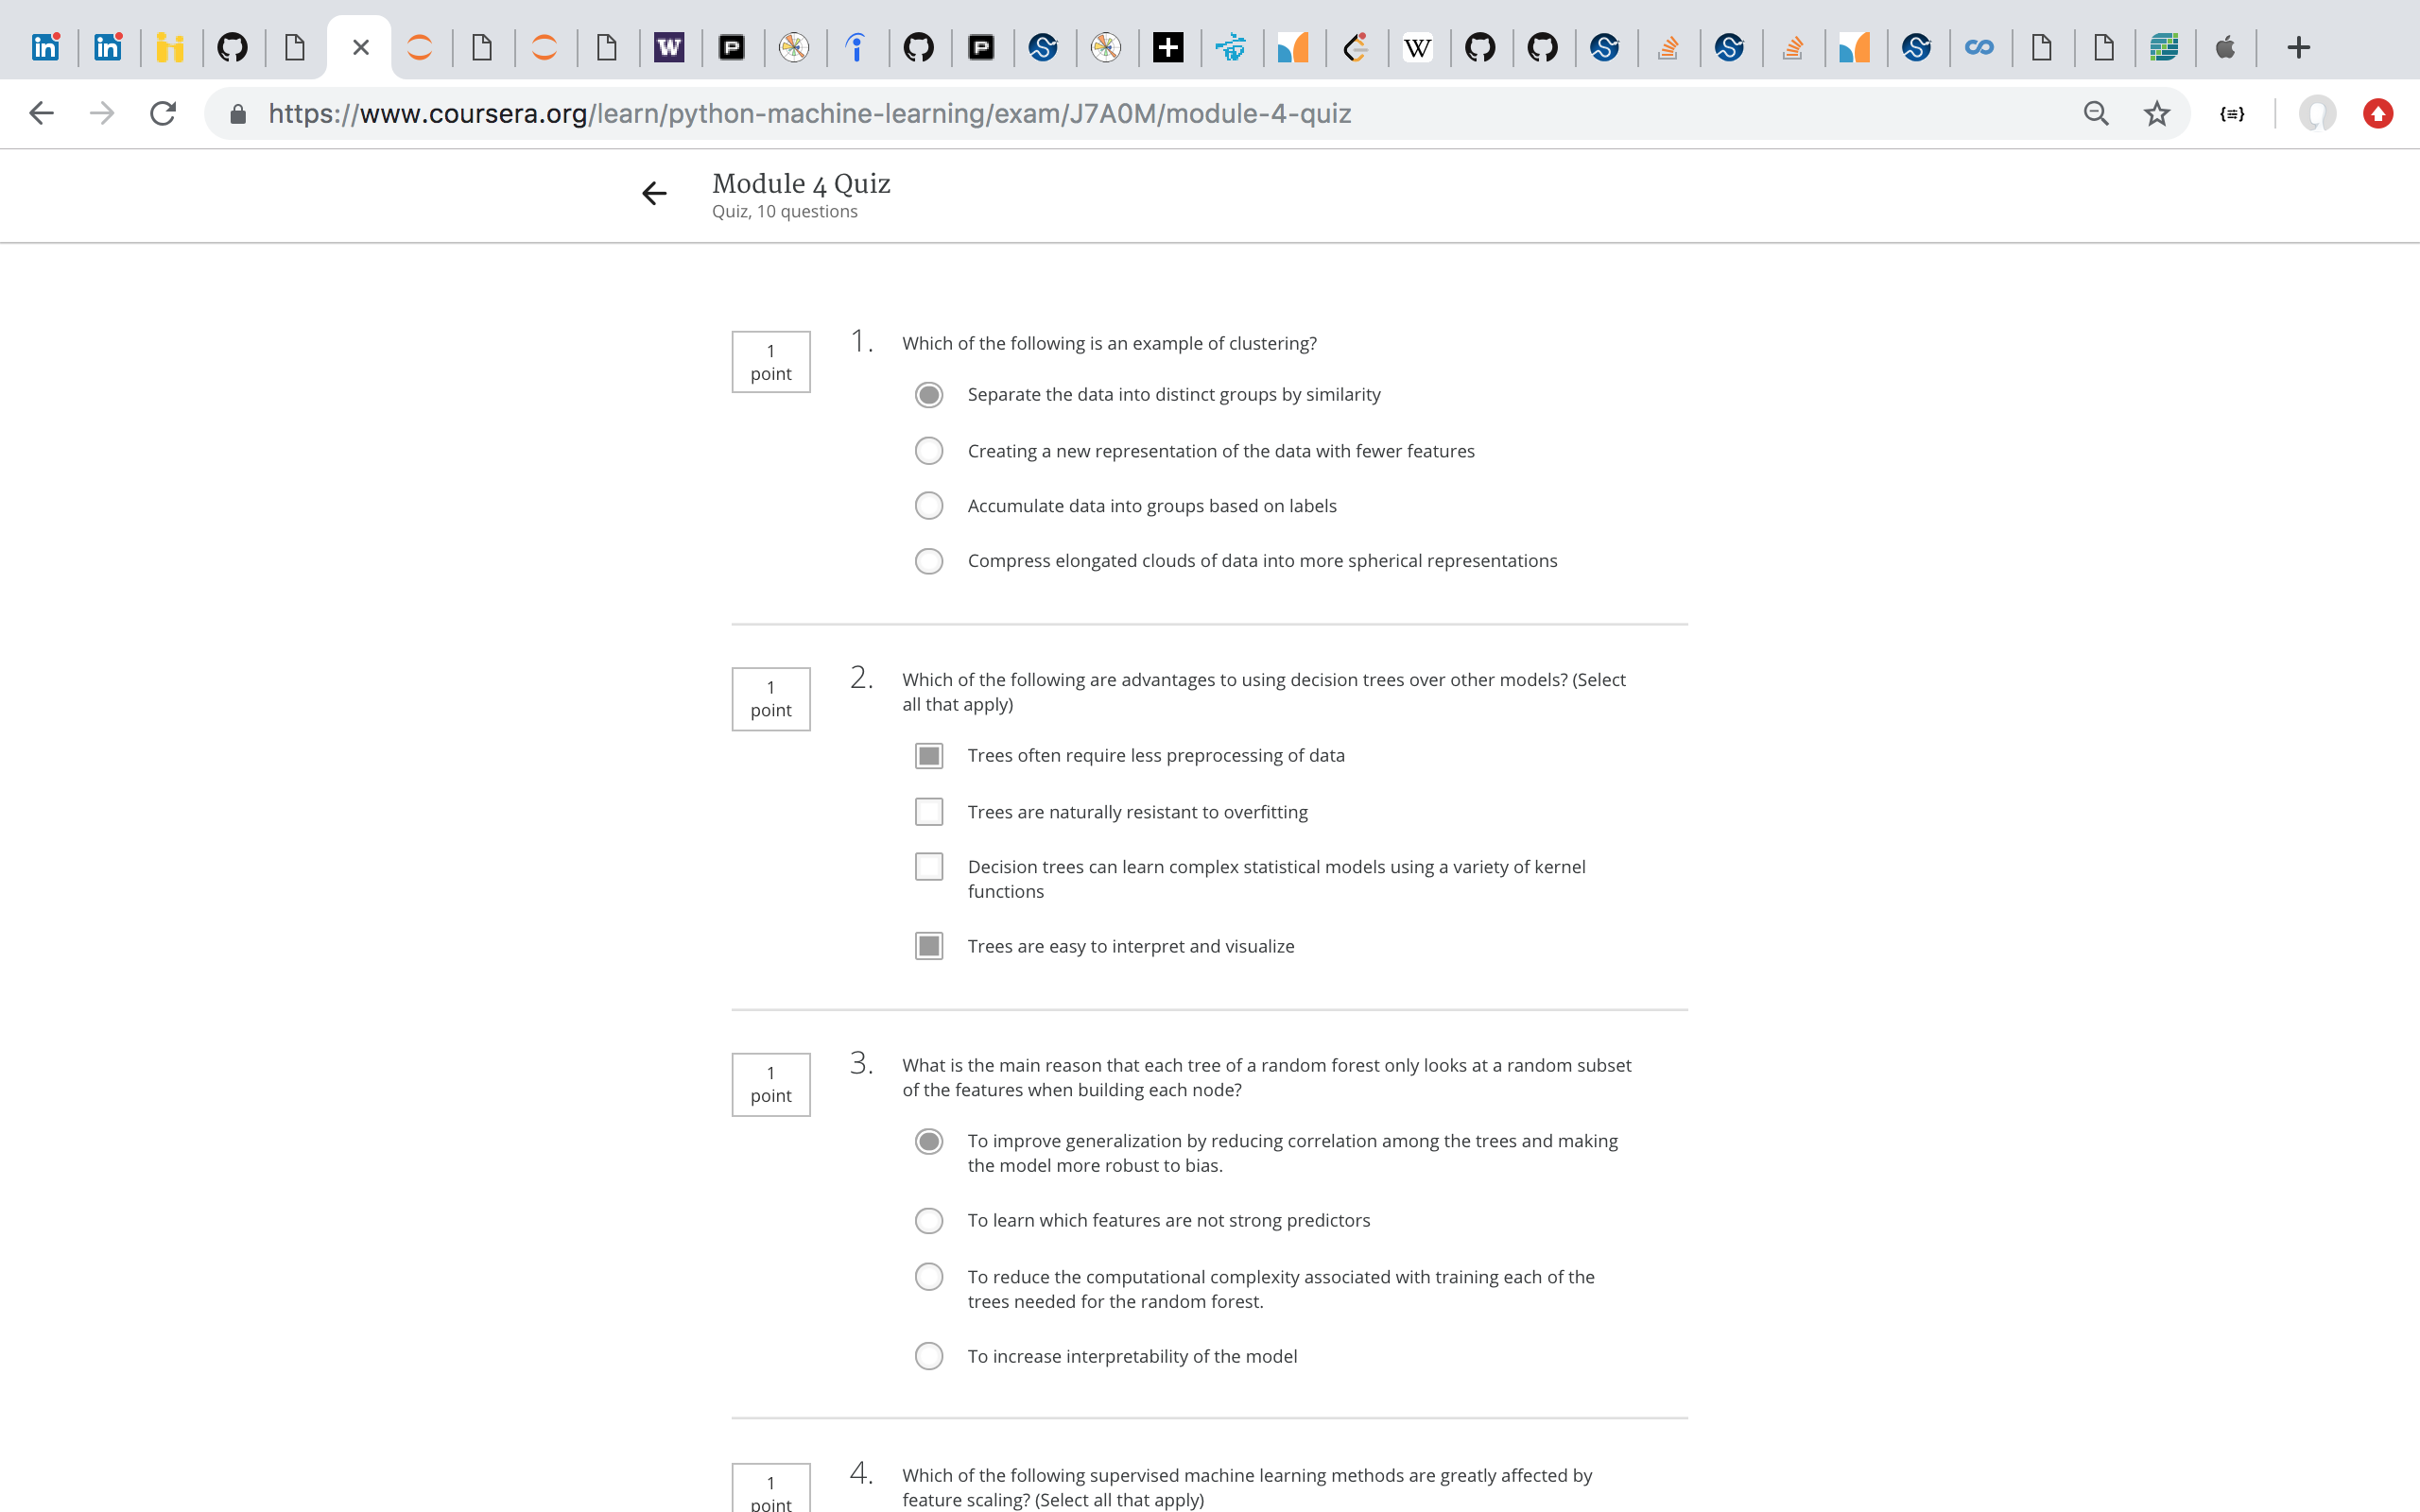 https://www.coursera.org/learn/python-machine-learning/exam/J7A0M/module-4-quiz
Module 4 Quiz
Quiz, 10 questions
1
point
1.
Which of the following is an example of clustering?
Separate the data into distinct groups by similarity
Creating a new representation of the data with fewer features
Accumulate data into groups based on labels
Compress elongated clouds of data into more spherical representations
1
point
2.
Which of the following are advantages to using decision trees over other models? (Select
all that apply)
Trees often require less preprocessing of data
Trees are naturally resistant to overfitting
Decision trees can learn complex statistical models using a variety of kernel
functions
Trees are easy to interpret and visualize
1
point
3.
What is the main reason that each tree of a random forest only looks at a random subset
of the features when building each node?
To improve generalization by reducing correlation among the trees and making
the model more robust to bias.
To learn which features are not strong predictors
To reduce the computational complexity associated with training each of the
trees needed for the random forest.
To increase interpretability of the model
1
point
4.
Which of the following supervised machine learning methods are greatly affected by
feature scaling? (Select all that apply)